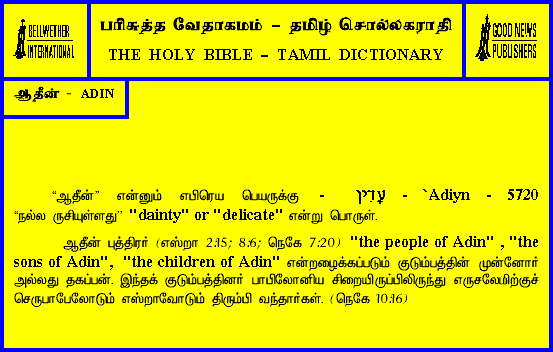 BELLWETHER
INTERNATIONAL
பரிசுத்த வேதாகமம் – தமிழ் சொல்லகராதி
THE HOLY BIBLE – TAMIL DICTIONARY
GOOD NEWS
PUBLISHERS
ஆதீன் - ADIN
“ஆதீன்” என்னும் எபிரெய பெயருக்கு - עָדִין - `Adiyn - 5720
“நல்ல ருசியுள்ளது” "dainty" or "delicate" என்று பொருள்.
ஆதீன் புத்திரர் (எஸ்றா 2:15; 8:6; நெகே 7:20) "the people of Adin" , "the
sons of Adin", "the children of Adin" என்றழைக்கப்படும் குடும்பத்தின் முன்னோர்
அல்லது தகப்பன். இந்தக் குடும்பத்தினர் பாபிலோனிய சிறையிருப்பிலிருந்து எருசலேமிற்குச்
செருபாபேலோடும் எஸ்றாவோடும் திரும்பி வந்தார்கள். (நெகே 10:16)